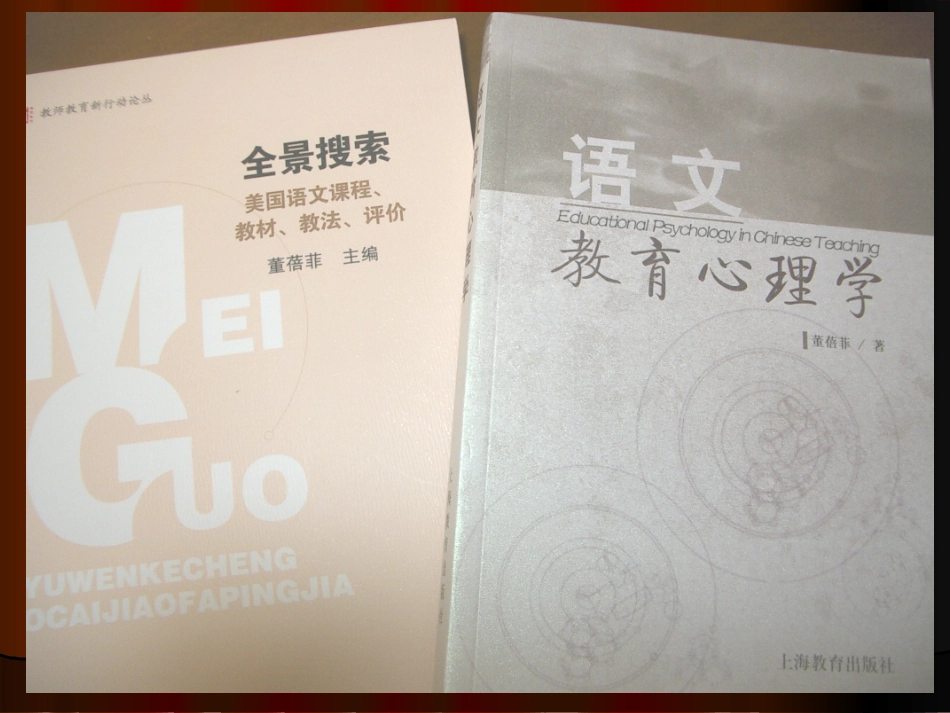 教师教育新行动论丛
全景搜索
美国语文课程、
教材、教法、评价
董蓓菲 主编
MEI
GUO
YUWENKECHENG
OCAIJIAOFAPINGJIA
语文
Educational Psychology in Chinese Teaching
教育心理学
董蓓菲/著
上海教育出版社